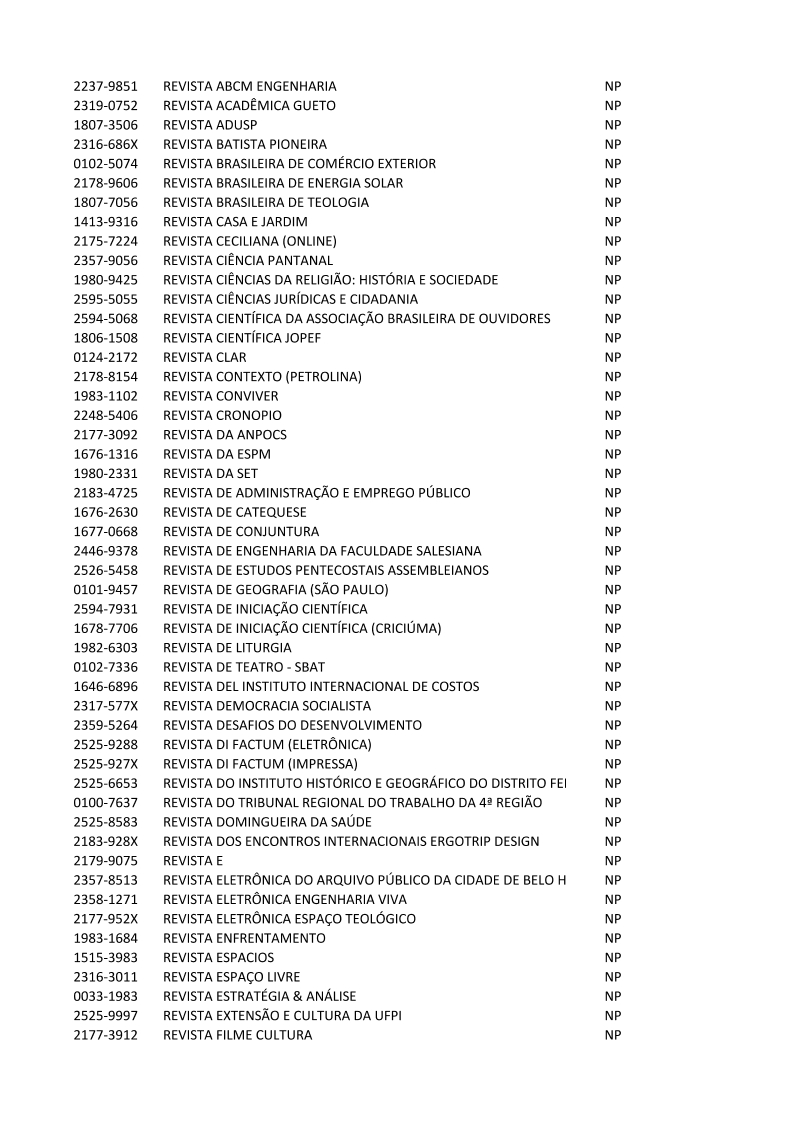 2237-9851 REVISTA ABCM ENGENHARIA NP
2319-0752 REVISTA ACADÊMICA GUETO NP
1807-3506 REVISTA ADUSP NP
2316-686X REVISTA BATISTA PIONEIRA NP
0102-5074 REVISTA BRASILEIRA DE COMÉRCIO EXTERIOR NP
2178-9606 REVISTA BRASILEIRA DE ENERGIA SOLAR NP
1807-7056 REVISTA BRASILEIRA DE TEOLOGIA NP
1413-9316 REVISTA CASA E JARDIM NP
2175-7224 REVISTA CECILIANA (ONLINE) NP
2357-9056 REVISTA CIÊNCIA PANTANAL NP
1980-9425 REVISTA CIÊNCIAS DA RELIGIÃO: HISTÓRIA E SOCIEDADE NP
2595-5055 REVISTA CIÊNCIAS JURÍDICAS E CIDADANIA NP
2594-5068 REVISTA CIENTÍFICA DA ASSOCIAÇÃO BRASILEIRA DE OUVIDORES NP
1806-1508 REVISTA CIENTÍFICA JOPEF NP
0124-2172 REVISTA CLAR NP
2178-8154 REVISTA CONTEXTO (PETROLINA) NP
1983-1102 REVISTA CONVIVER NP
2248-5406 REVISTA CRONOPIO NP
2177-3092 REVISTA DA ANPOCS NP
1676-1316 REVISTA DA ESPM NP
1980-2331 REVISTA DA SET NP
2183-4725 REVISTA DE ADMINISTRAÇÃO E EMPREGO PÚBLICO NP
1676-2630 REVISTA DE CATEQUESE NP
1677-0668 REVISTA DE CONJUNTURA NP
2446-9378 REVISTA DE ENGENHARIA DA FACULDADE SALESIANA NP
2526-5458 REVISTA DE ESTUDOS PENTECOSTAIS ASSEMBLEIANOS NP
0101-9457 REVISTA DE GEOGRAFIA (SÃO PAULO) NP
2594-7931 REVISTA DE INICIAÇÃO CIENTÍFICA NP
1678-7706 REVISTA DE INICIAÇÃO CIENTÍFICA (CRICIÚMA) NP
1982-6303 REVISTA DE LITURGIA NP
0102-7336 REVISTA DE TEATRO - SBAT NP
1646-6896 REVISTA DEL INSTITUTO INTERNACIONAL DE COSTOS NP
2317-577X REVISTA DEMOCRACIA SOCIALISTA NP
2359-5264 REVISTA DESAFIOS DO DESENVOLVIMENTO NP
2525-9288 REVISTA DI FACTUM (ELETRÔNICA) NP
2525-927X REVISTA DI FACTUM (IMPRESSA) NP
2525-6653 REVISTA DO INSTITUTO HISTÓRICO E GEOGRÁFICO DO DISTRITO FEI NP
0100-7637 REVISTA DO TRIBUNAL REGIONAL DO TRABALHO DA 4ª REGIÃO NP
2525-8583 REVISTA DOMINGUEIRA DA SAÚDE NP
2183-928X REVISTA DOS ENCONTROS INTERNACIONAIS ERGOTRIP DESIGN NP
2179-9075 REVISTA E NP
2357-8513 REVISTA ELETRÔNICA DO ARQUIVO PÚBLICO DA CIDADE DE BELO H NP
2358-1271 REVISTA ELETRÔNICA ENGENHARIA VIVA NP
2177-952X REVISTA ELETRÔNICA ESPAÇO TEOLÓGICO NP
1983-1684 REVISTA ENFRENTAMENTO NP
1515-3983 REVISTA ESPACIOS NP
2316-3011 REVISTA ESPAÇO LIVRE NP
0033-1983 REVISTA ESTRATÉGIA & ANÁLISE NP
2525-9997 REVISTA EXTENSÃO E CULTURA DA UFPI NP
2177-3912 REVISTA FILME CULTURA NP